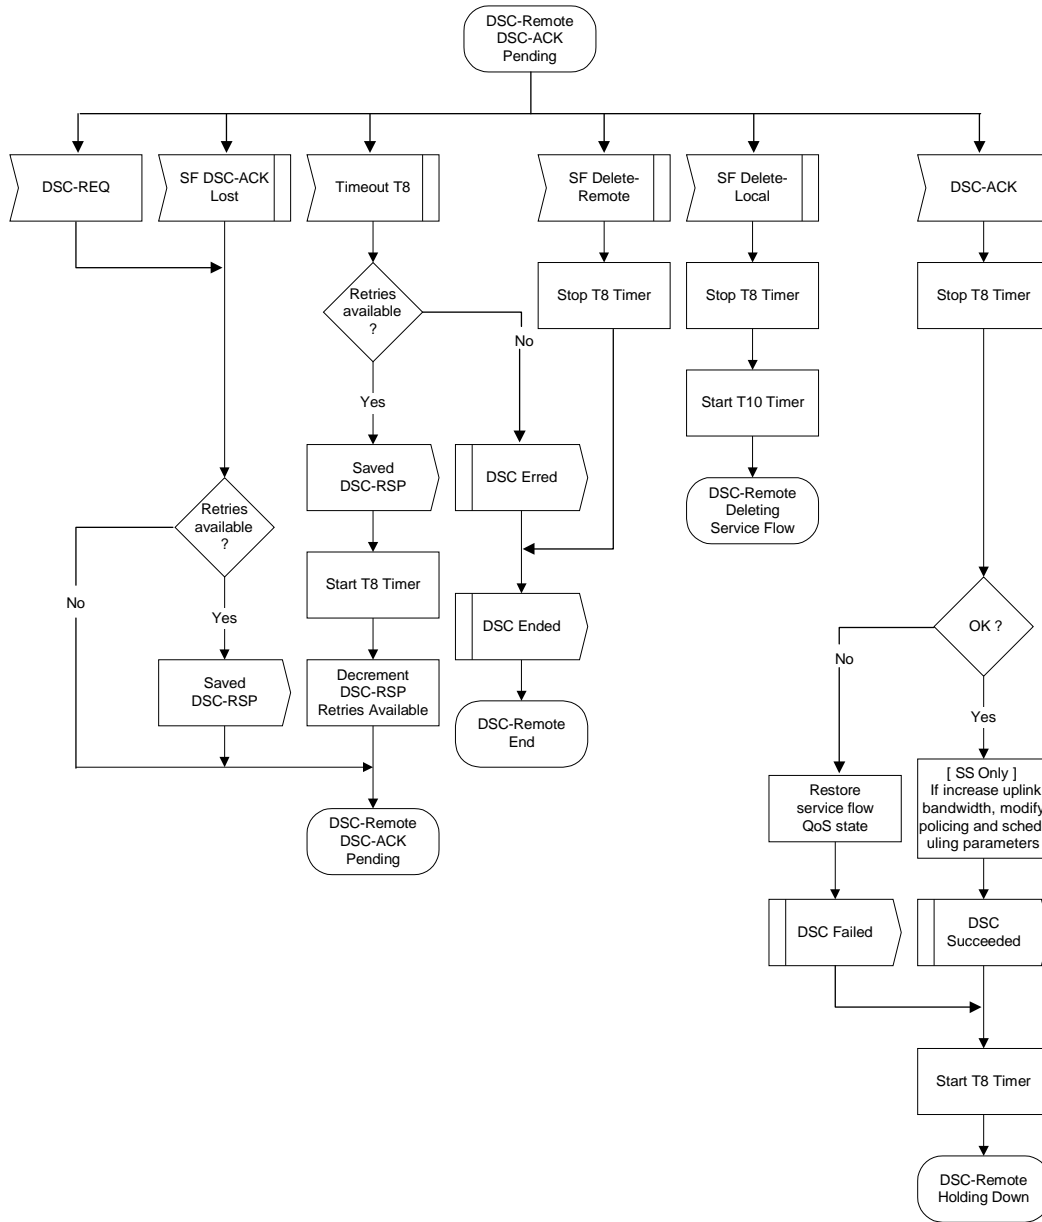 DSC-Remote
DSC-ACK
Pending
DSC-REQ
SF DSC-ACK
Lost
Timeout T8
SF Delete-
Remote
SF Delete-
Local
DSC-ACK
Stop T8 Timer
Stop T8 Timer
Stop T8 Timer
Retries
available
?
No
Yes
Start T10 Timer
Saved
DSC-RSP
DSC Erred
DSC-Remote
Deleting
Service Flow
Retries
available
?
No
Yes
Start T8 Timer
DSC Ended
OK ?
No
Yes
Saved
DSC-RSP
Decrement
DSC-RSP
Retries Available
DSC-Remote
End
DSC-Remote
DSC-ACK
Pending
Restore
service flow
QoS state
[ SS Only ]
If increase uplink
bandwidth, modify
policing and sched
uling parameters
DSC Failed
DSC
Succeeded
Start T8 Timer
DSC-Remote
Holding Down